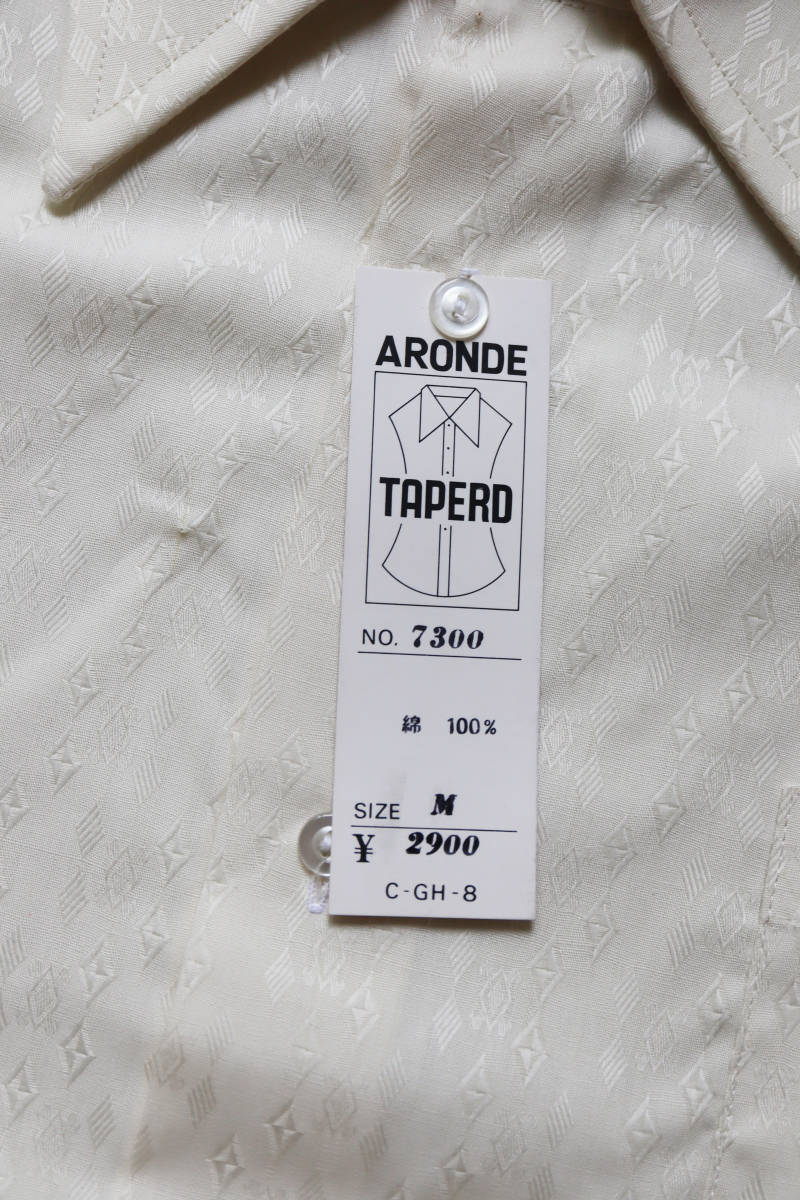 ARONDE
TAPERD
NO. 7300
綿 100%
SIZE M
¥ 2900
C-GH-8